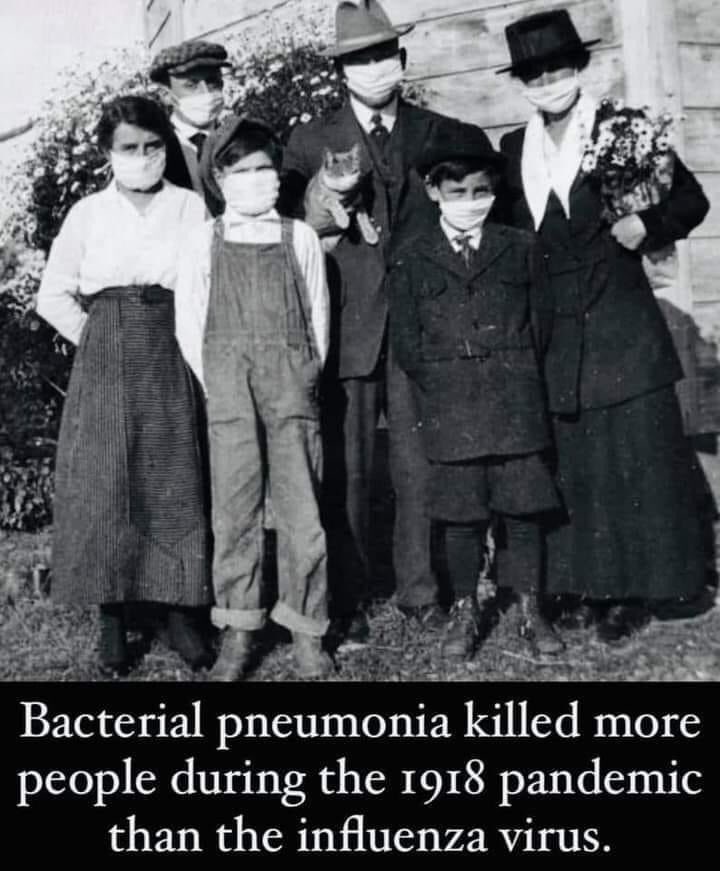 Bacterial pneumonia killed more
people during the 1918 pandemic
than the influenza virus.